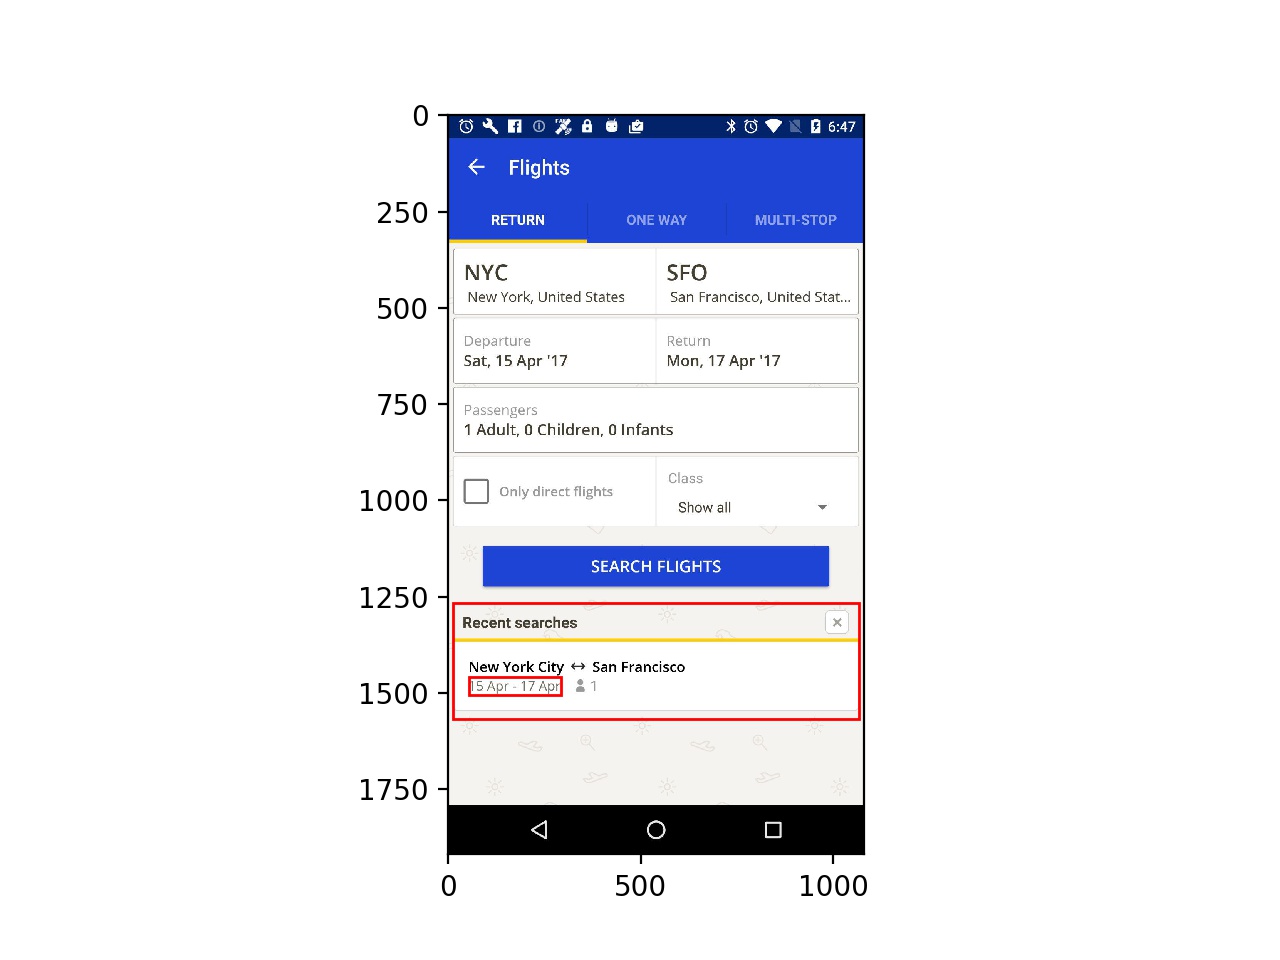 0
250
500
750
1000
1250
1500
1750
0
500
1000
6:47
Flights
RETURN
ONE WAY
MULTI-STOP
NYC
New York, United States
SFO
San Francisco, United Stat...
Departure
Sat, 15 Apr '17
Return
Mon, 17 Apr '17
Passengers
1 Adult, 0 Children, 0 Infants
Only direct flights
Class
Show all
SEARCH FLIGHTS
Recent searches
New York City ↔ San Francisco
15 Apr - 17 Apr 1